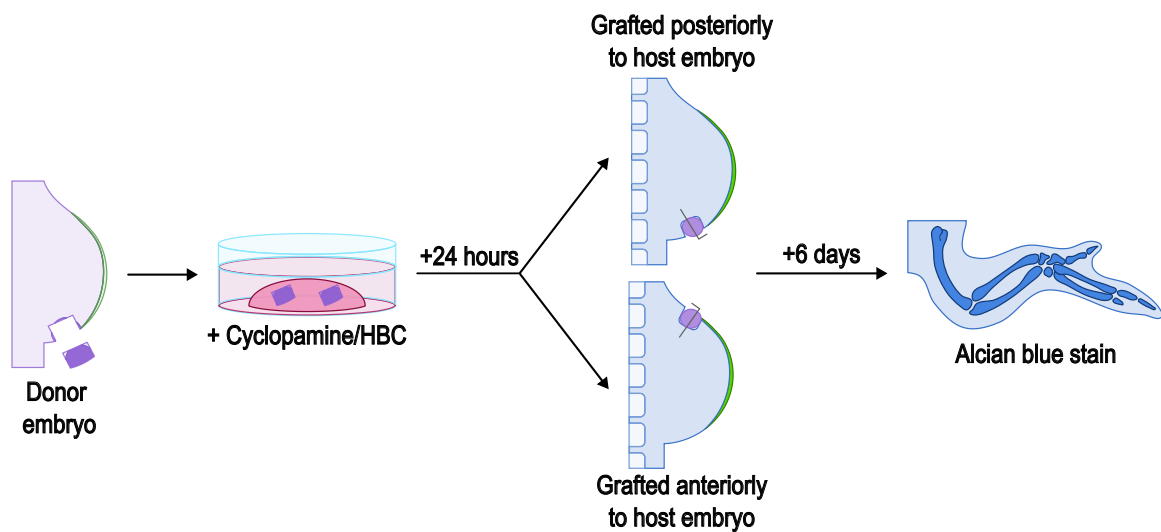 Grafted posteriorly
to host embryo
+24 hours
+6 days
+ Cyclopamine/HBC
Donor
embryo
Alcian blue stain
Grafted anteriorly
to host embryo